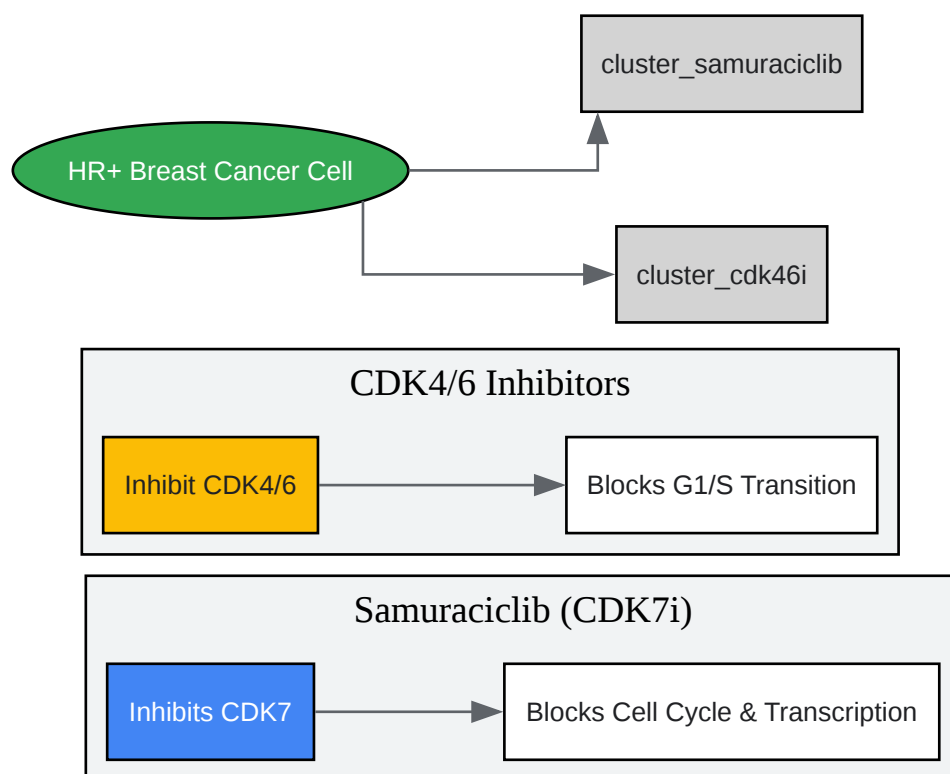 cluster_samuraciclib
HR+ Breast Cancer Cell
cluster_cdk46i
CDK4/6 Inhibitors
Inhibit CDK4/6
Blocks G1/S Transition
Samuraciclib (CDK7i)
Inhibits CDK7
Blocks Cell Cycle & Transcription